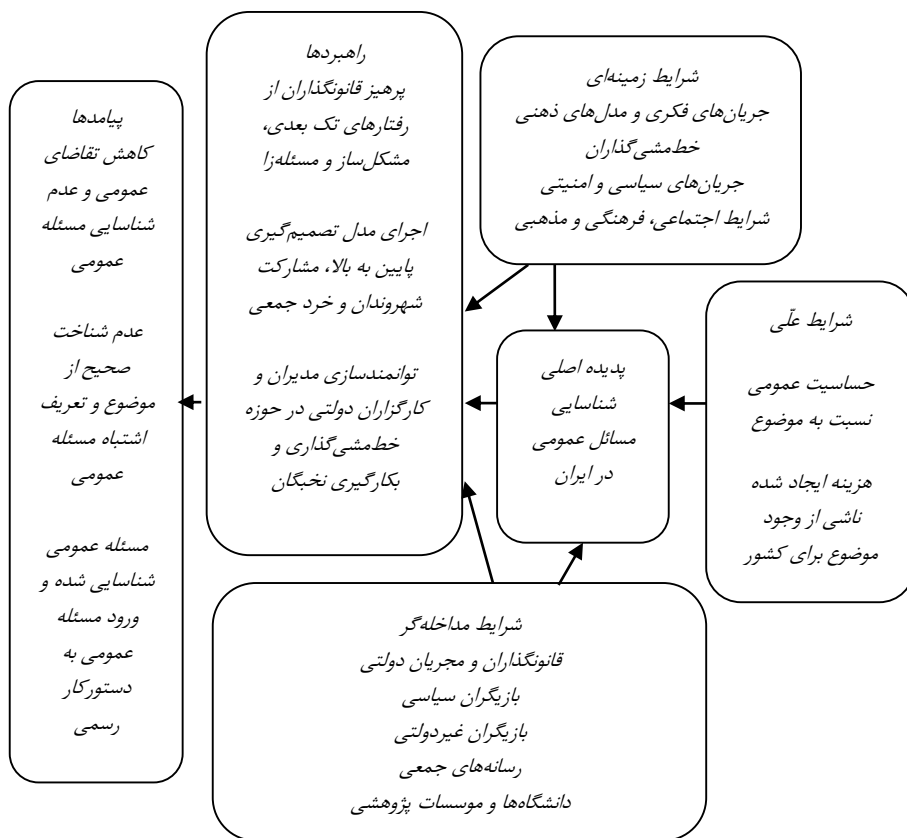 شرایط علّی
حساسیت عمومی
نسبت به موضوع
هزینه ایجاد شده
ناشی از وجود
موضوع برای کشور
شرایط زمینه‌ای
جریان‌های فکری و مدل‌های ذهنی
خط‌مشی‌گذاران
جریان‌های سیاسی و امنیتی
شرایط اجتماعی، فرهنگی و مذهبی
پدیده اصلی
شناسایی
مسائل عمومی
در ایران
شرایط مداخله‌گر
قانونگذاران و مجریان دولتی
بازیگران سیاسی
بازیگران غیردولتی
رسانه‌های جمعی
دانشگاه‌ها و موسسات پژوهشی
راهبردها
پرهیز قانونگذاران از
رفتارهای تک بعدی،
مشکل‌ساز و مسئله‌زا
اجرای مدل تصمیم‌گیری
پایین به بالا، مشارکت
شهروندان و خرد جمعی
توانمندسازی مدیران و
کارگزاران دولتی در حوزه
خط‌مشی‌گذاری و
بکارگیری نخبگان
پیامدها
کاهش تقاضای
عمومی و عدم
شناسایی مسئله
عمومی
عدم شناخت
صحیح از
موضوع و تعریف
اشتباه مسئله
عمومی
مسئله عمومی
شناسایی شده و
ورود مسئله
عمومی به
دستورکار
رسمی